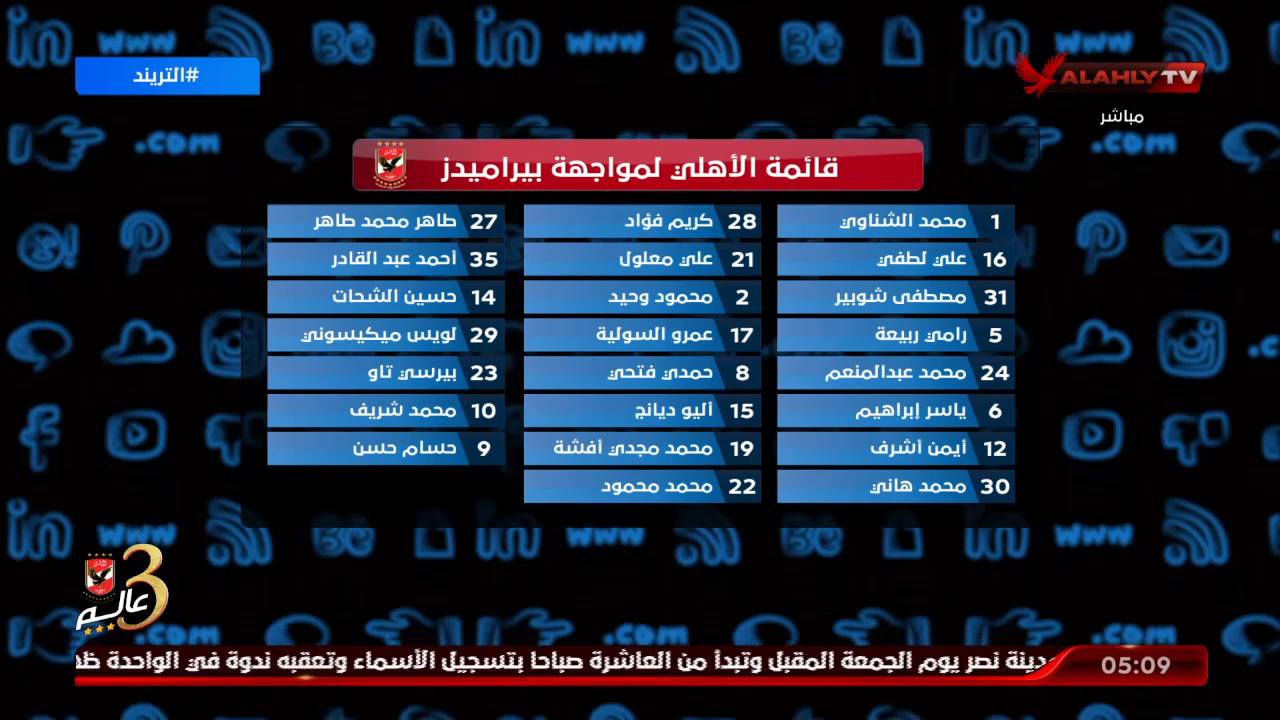 #التريند
ALAHLY TV
مباشر
قائمة الأهلي لمواجهة بيراميدز
1 محمد الشناوي
16 علي لطفي
31 مصطفى شوبير
5 رامي ربيعة
24 محمد عبدالمنعم
6 ياسر إبراهيم
12 أيمن أشرف
30 محمد هاني
28 كريم فؤاد
21 علي معلول
2 محمود وحيد
17 عمرو السولية
8 حمدي فتحي
15 أليو ديانج
19 محمد مجدي أفشة
22 محمد محمود
27 طاهر محمد طاهر
35 أحمد عبد القادر
14 حسين الشحات
29 لويس ميكيسوني
23 بيرسي تاو
10 محمد شريف
9 حسام حسن
3 عالم
نصر يوم الجمعة المقبل وتبدأ من العاشرة صباحا بتسجيل الأسماء وتعقبه ندوة في الواحدة
05:09